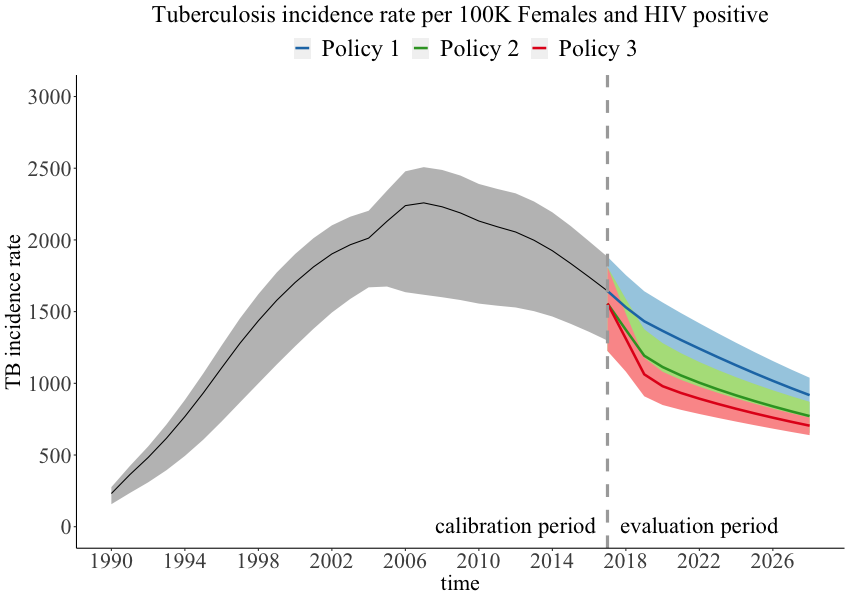 Tuberculosis incidence rate per 100K Females and HIV positive
Policy 1 Policy 2 Policy 3
3000
2500
2000
1500
1000
500
0
TB incidence rate
calibration period evaluation period
1990 1994 1998 2002 2006 2010 2014 2018 2022 2026
time